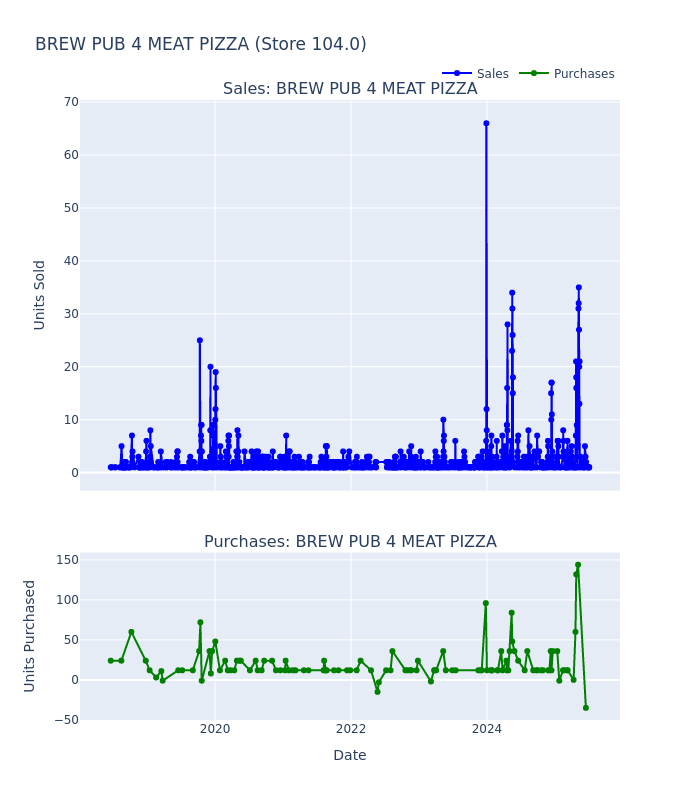 BREW PUB 4 MEAT PIZZA (Store 104.0)
Sales Purchases
Sales: BREW PUB 4 MEAT PIZZA
70
60
50
40
30
20
10
0
Units Sold
Purchases: BREW PUB 4 MEAT PIZZA
150
100
50
0
−50
Units Purchased
2020 2022 2024
Date